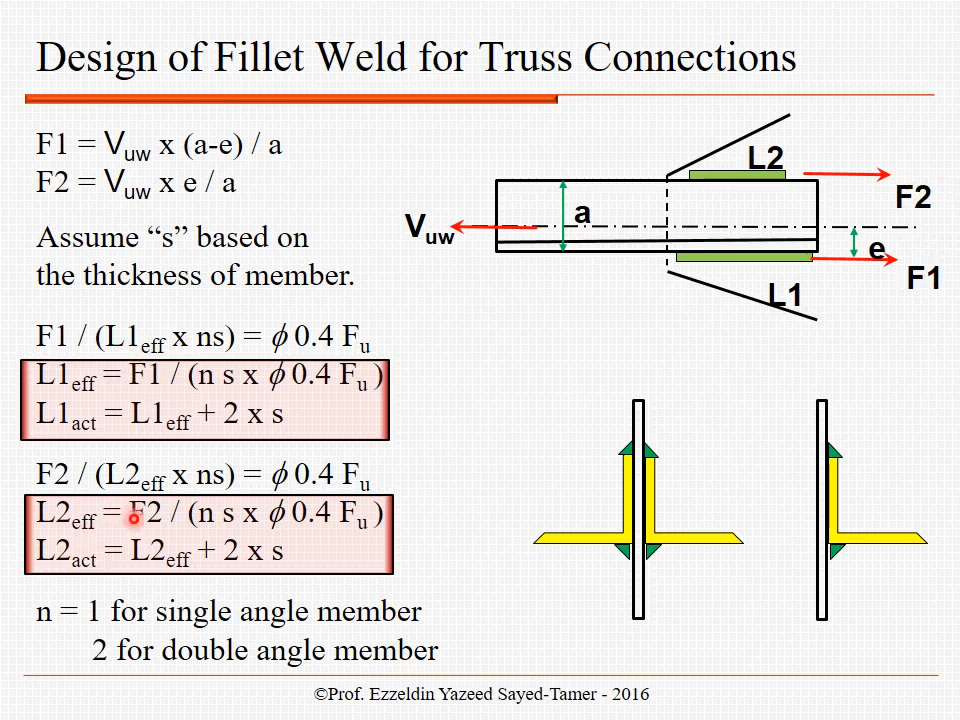 Design of Fillet Weld for Truss Connections
F1 = Vuw x (a-e) / a
F2 = Vuw x e / a
Assume “s” based on
the thickness of member.
F1 / (L1eff x ns) = ϕ 0.4 Fu
L1eff = F1 / (n s x ϕ 0.4 Fu )
L1act = L1eff + 2 x s
F2 / (L2eff x ns) = ϕ 0.4 Fu
L2eff = F2 / (n s x ϕ 0.4 Fu )
L2act = L2eff + 2 x s
n = 1 for single angle member
2 for double angle member
L2
F2
a
Vuw
e
F1
L1
©Prof. Ezzeldin Yazeed Sayed-Tamer - 2016